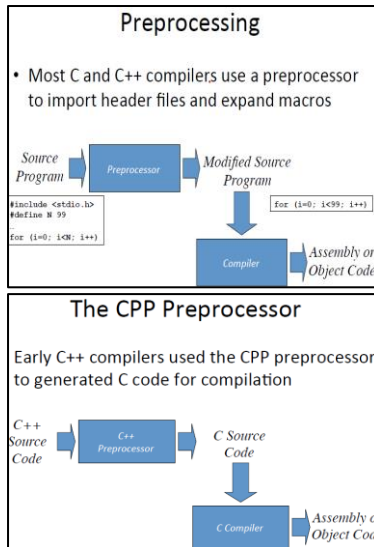 Preprocessing
• Most C and C++ compilers use a preprocessor
to import header files and expand macros
Source
Program
Preprocessor
Modified Source
Program
#include <stdio.h>
#define N 99
…
for (i=0; i<N; i++)
for (i=0; i<99; i++)
Compiler
Assembly or
Object Code
The CPP Preprocessor
Early C++ compilers used the CPP preprocessor
to generated C code for compilation
C++
Source
Code
C++
Preprocessor
C Source
Code
C Compiler
Assembly o
Object Cod